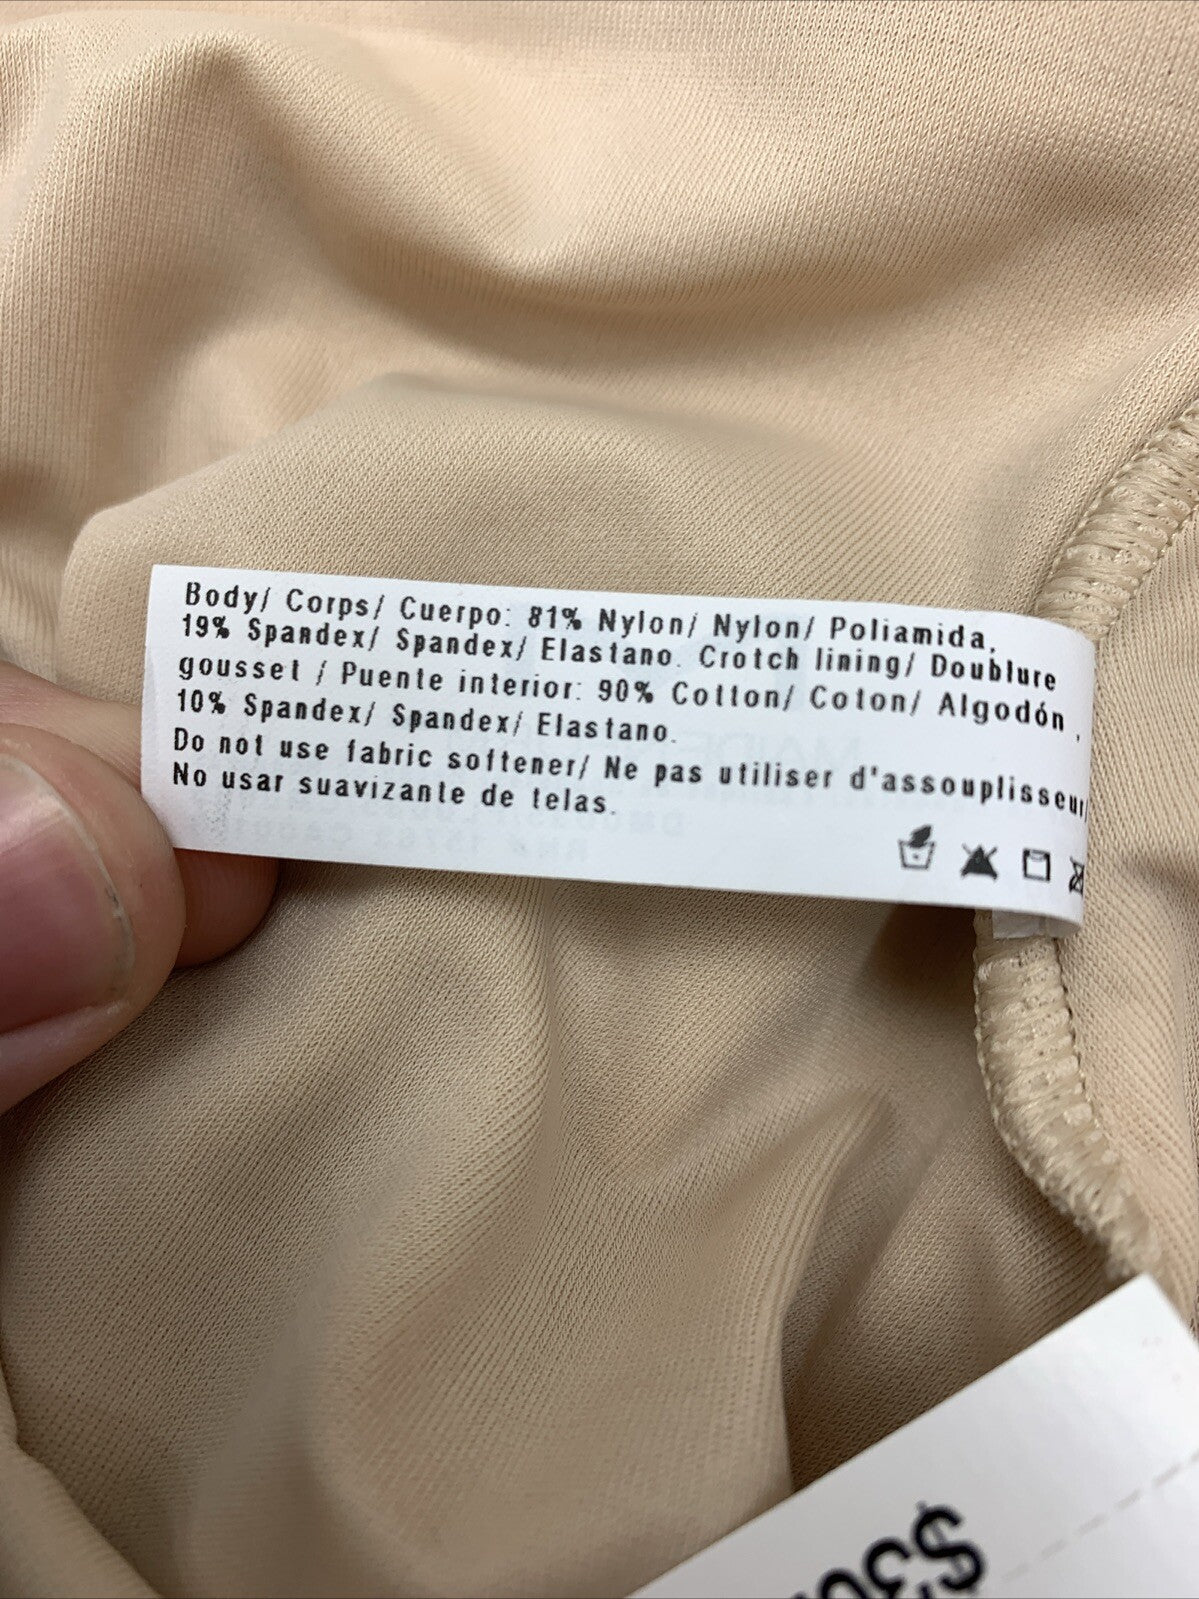 Body/ Corps/ Cuerpo: 81% Nylon/ Nylon/ Poliamida,
19% Spandex/ Spandex/ Elastano. Crotch lining/ Doublure
gousset / Puente interior: 90% Cotton/ Coton/ Algodón ,
10% Spandex/ Spandex/ Elastano.
Do not use fabric softener/ Ne pas utiliser d'assouplisseur
No usar suavizante de telas.